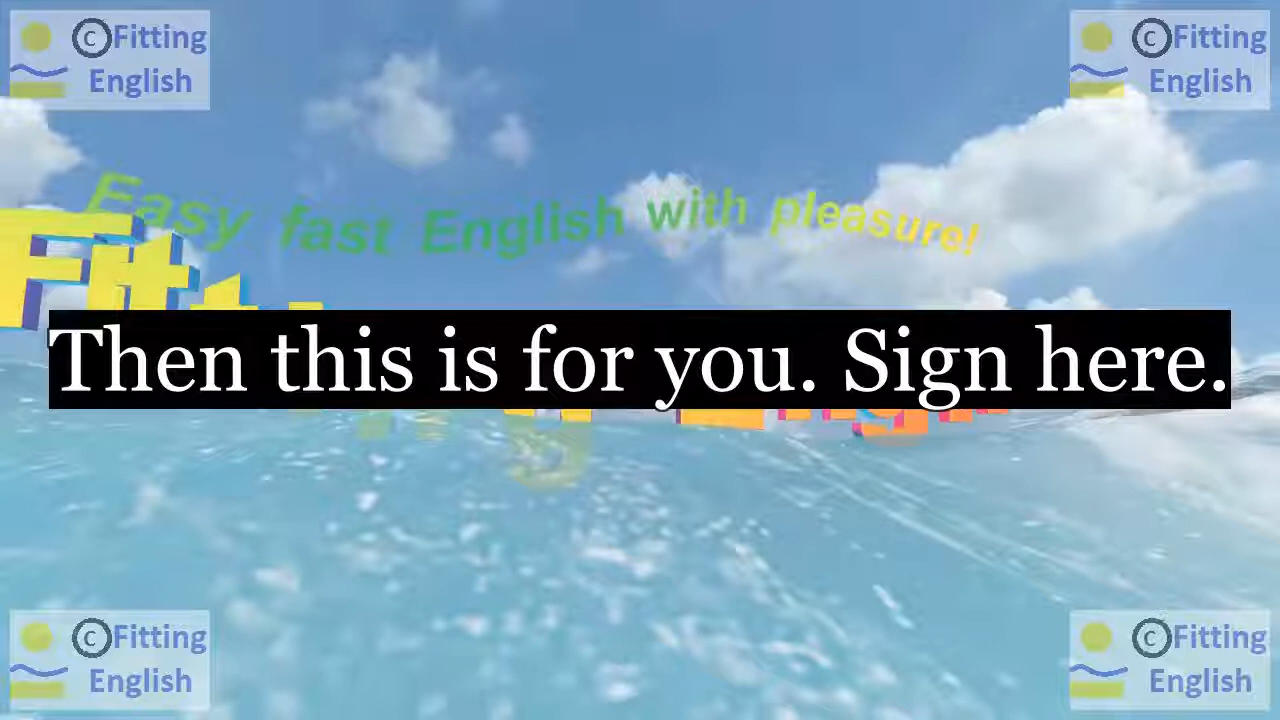 ©Fitting
English
©Fitting
English
Easy fast English with pleasure!
Fitt
Then this is for you. Sign here.
©Fitting
English
©Fitting
English